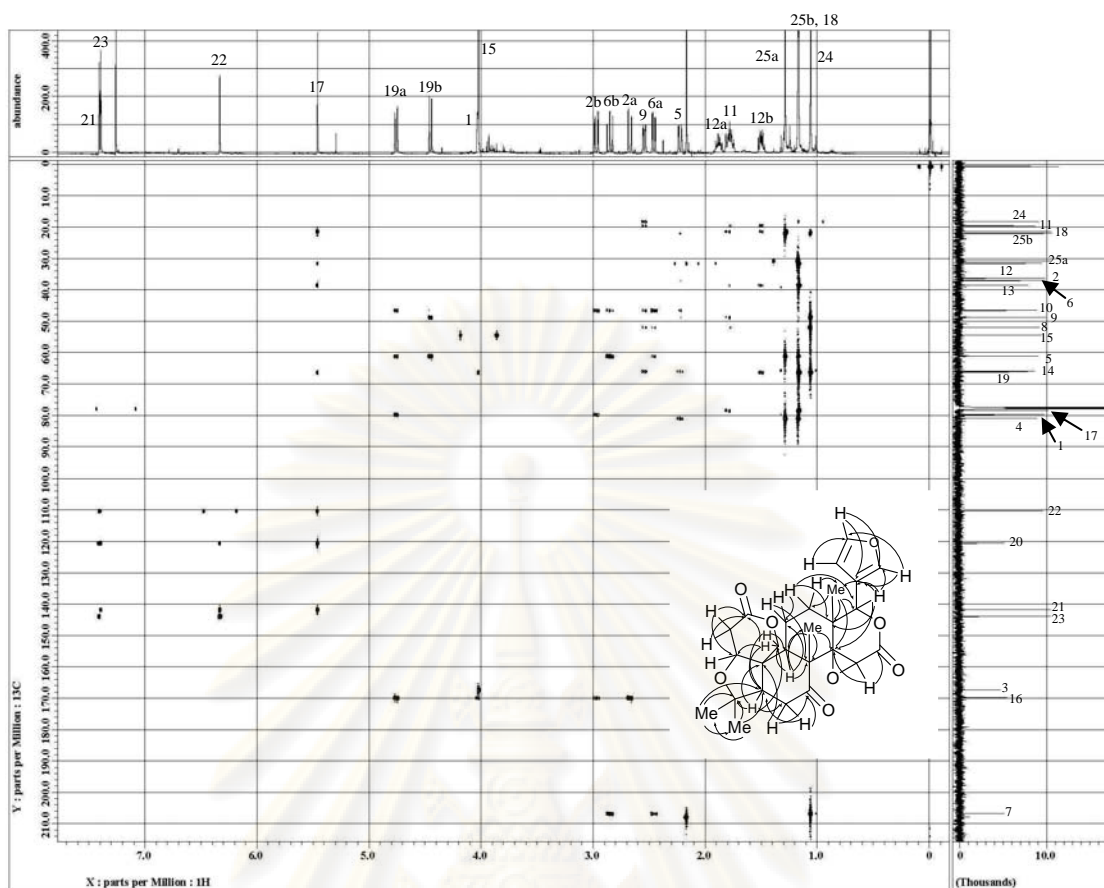 25b, 18
23
15
22
25a
24
17
19a
19b
21
1
2b
6b
2a
6a
9
5
12a
11
12b
abundance
400.0
200.0
0
0
10.0
20.0
30.0
40.0
50.0
60.0
70.0
80.0
90.0
100.0
110.0
120.0
130.0
140.0
150.0
160.0
170.0
180.0
190.0
200.0
210.0
Y : parts per Million : 13C
24
11
18
25b
25a
12
2
13
6
10
9
8
15
5
14
19
17
4
1
22
20
21
23
3
16
7
H
O
H
H
H
H
H
Me
H
O
H
H
O
O
Me
H
O
H
H
H
H
H
O
O
H
Me
H
O
Me
H
H
7.0
6.0
5.0
4.0
3.0
2.0
1.0
0
0
10.0
X : parts per Million : 1H
(Thousands)